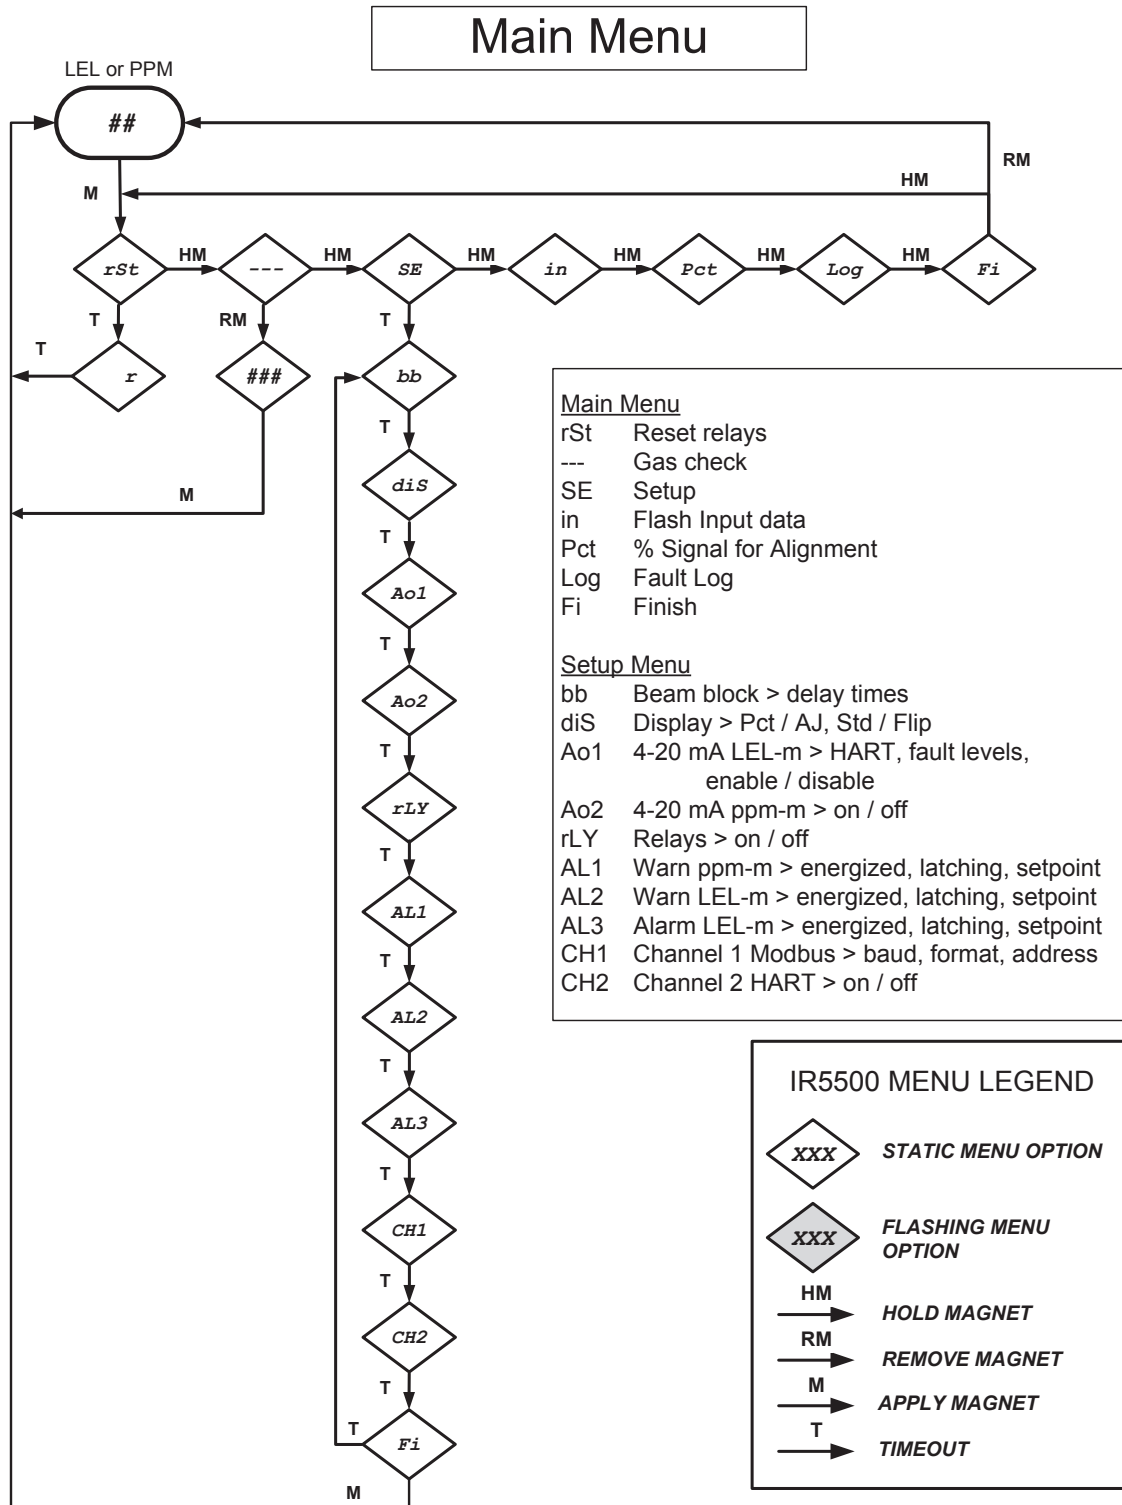 Main Menu
LEL or PPM
##
RM
M
HM
rSt
HM
---
HM
SE
HM
in
HM
Pct
HM
Log
HM
Fi
T
RM
T
T
r
###
bb
T
M
diS
T
Ao1
T
Ao2
T
rLY
T
AL1
T
AL2
T
AL3
T
CH1
T
CH2
T
T
Fi
M
Main Menu
rSt Reset relays
--- Gas check
SE Setup
in Flash Input data
Pct % Signal for Alignment
Log Fault Log
Fi Finish
Setup Menu
bb Beam block > delay times
diS Display > Pct / AJ, Std / Flip
Ao1 4-20 mA LEL-m > HART, fault levels,
enable / disable
Ao2 4-20 mA ppm-m > on / off
rLY Relays > on / off
AL1 Warn ppm-m > energized, latching, setpoint
AL2 Warn LEL-m > energized, latching, setpoint
AL3 Alarm LEL-m > energized, latching, setpoint
CH1 Channel 1 Modbus > baud, format, address
CH2 Channel 2 HART > on / off
IR5500 MENU LEGEND
XXX STATIC MENU OPTION
XXX FLASHING MENU
OPTION
HM
HOLD MAGNET
RM
REMOVE MAGNET
M
APPLY MAGNET
T
TIMEOUT